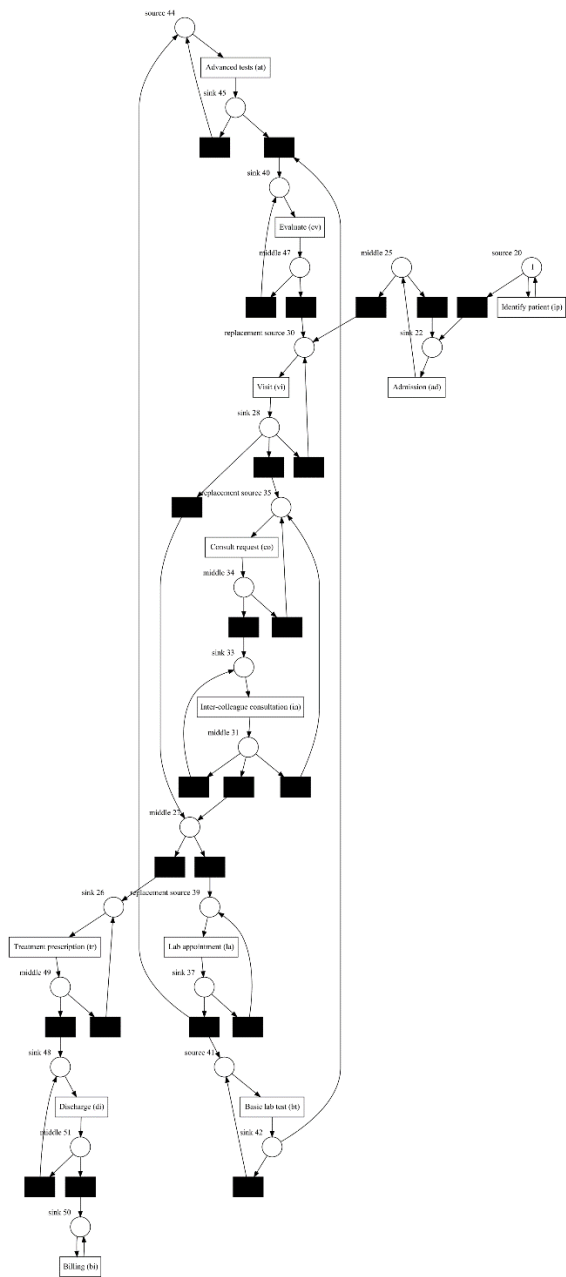 source 44
Advanced tests (at)
sink 45
sink 40
Evaluate (ev)
middle 47
middle 25
source 20
1
Identify patient (ip)
replacement source 30
sink 22
Visit (vi)
Admission (ad)
sink 28
replacement source 35
Consult request (co)
middle 34
sink 33
Inter-colleague consultation (in)
middle 31
middle 27
sink 26
replacement source 39
Treatment prescription (tr)
Lab appointment (la)
middle 49
sink 37
sink 48
source 41
Discharge (di)
Basic lab test (bt)
middle 51
sink 42
sink 50
Billing (bi)